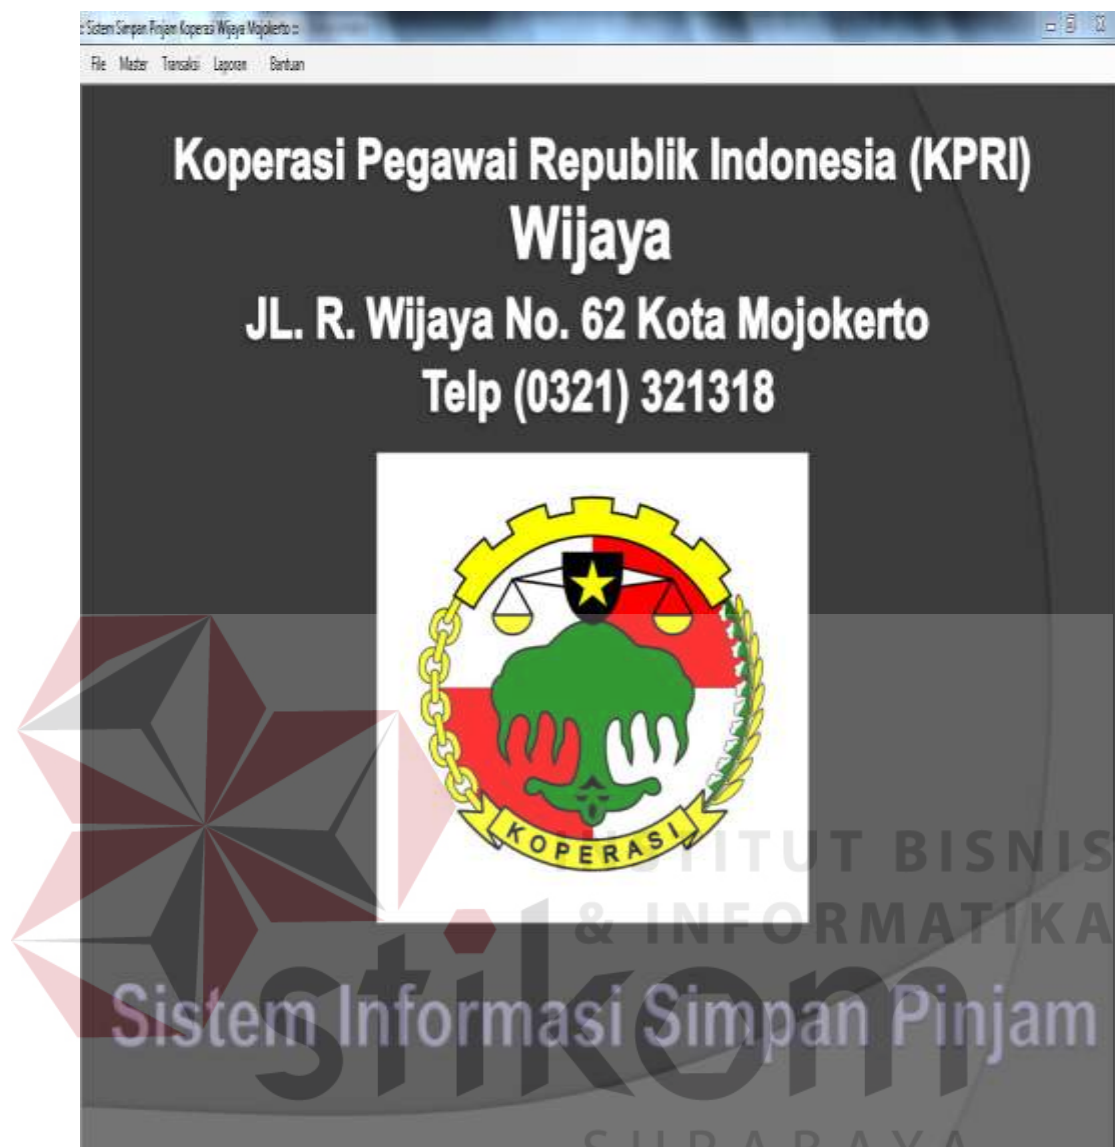 :: Sistem Simpan Pinjam Koperasi Wijaya Mojokerto ::
File Master Transaksi Laporan Bantuan
Koperasi Pegawai Republik Indonesia (KPRI)
Wijaya
JL. R. Wijaya No. 62 Kota Mojokerto
Telp (0321) 321318
KOPERASI
INSTITUT BISNIS
& INFORMATIKA
stikom
Sistem Informasi Simpan Pinjam
SURABAYA